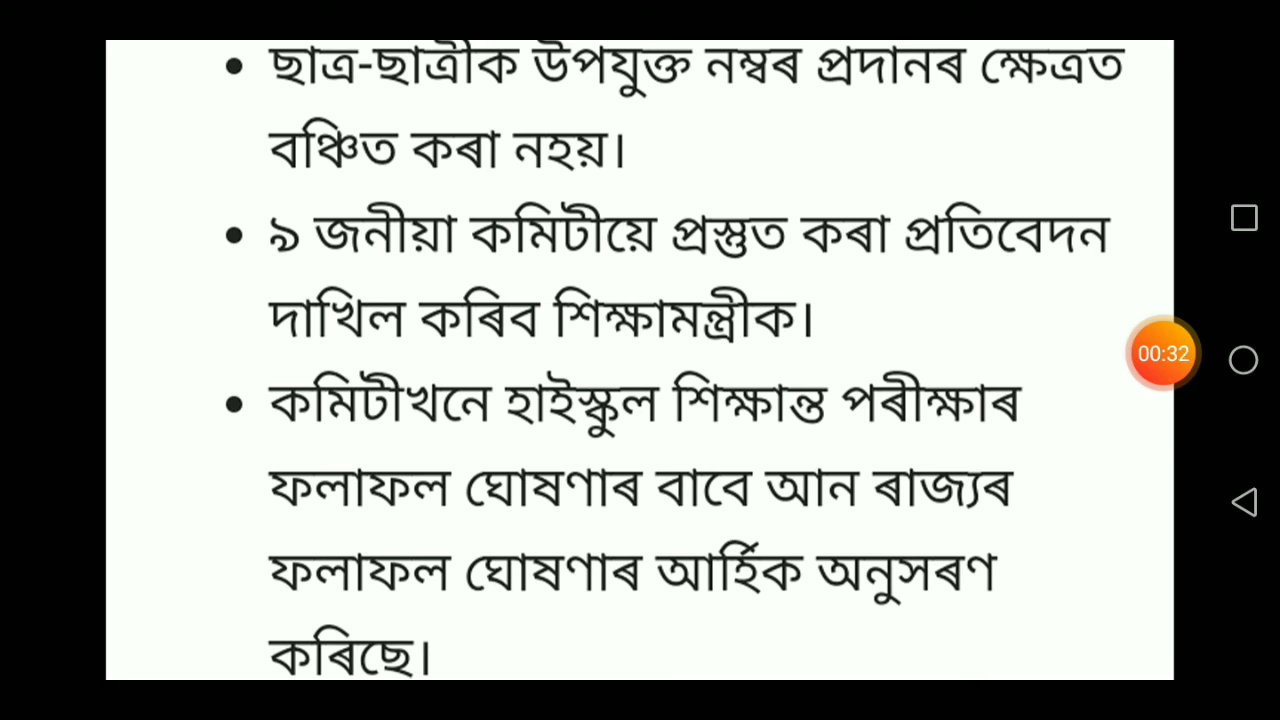 • ছাত্ৰ-ছাত্ৰীক উপযুক্ত নম্বৰ প্ৰদানৰ ক্ষেত্ৰত
বঞ্চিত কৰা নহয়।
• ৯ জনীয়া কমিটীয়ে প্ৰস্তুত কৰা প্ৰতিবেদন
দাখিল কৰিব শিক্ষামন্ত্ৰীক।
00:32
• কমিটীখনে হাইস্কুল শিক্ষান্ত পৰীক্ষাৰ
ফলাফল ঘোষণাৰ বাবে আন ৰাজ্যৰ
ফলাফল ঘোষণাৰ আৰ্হিক অনুসৰণ
কৰিছে।